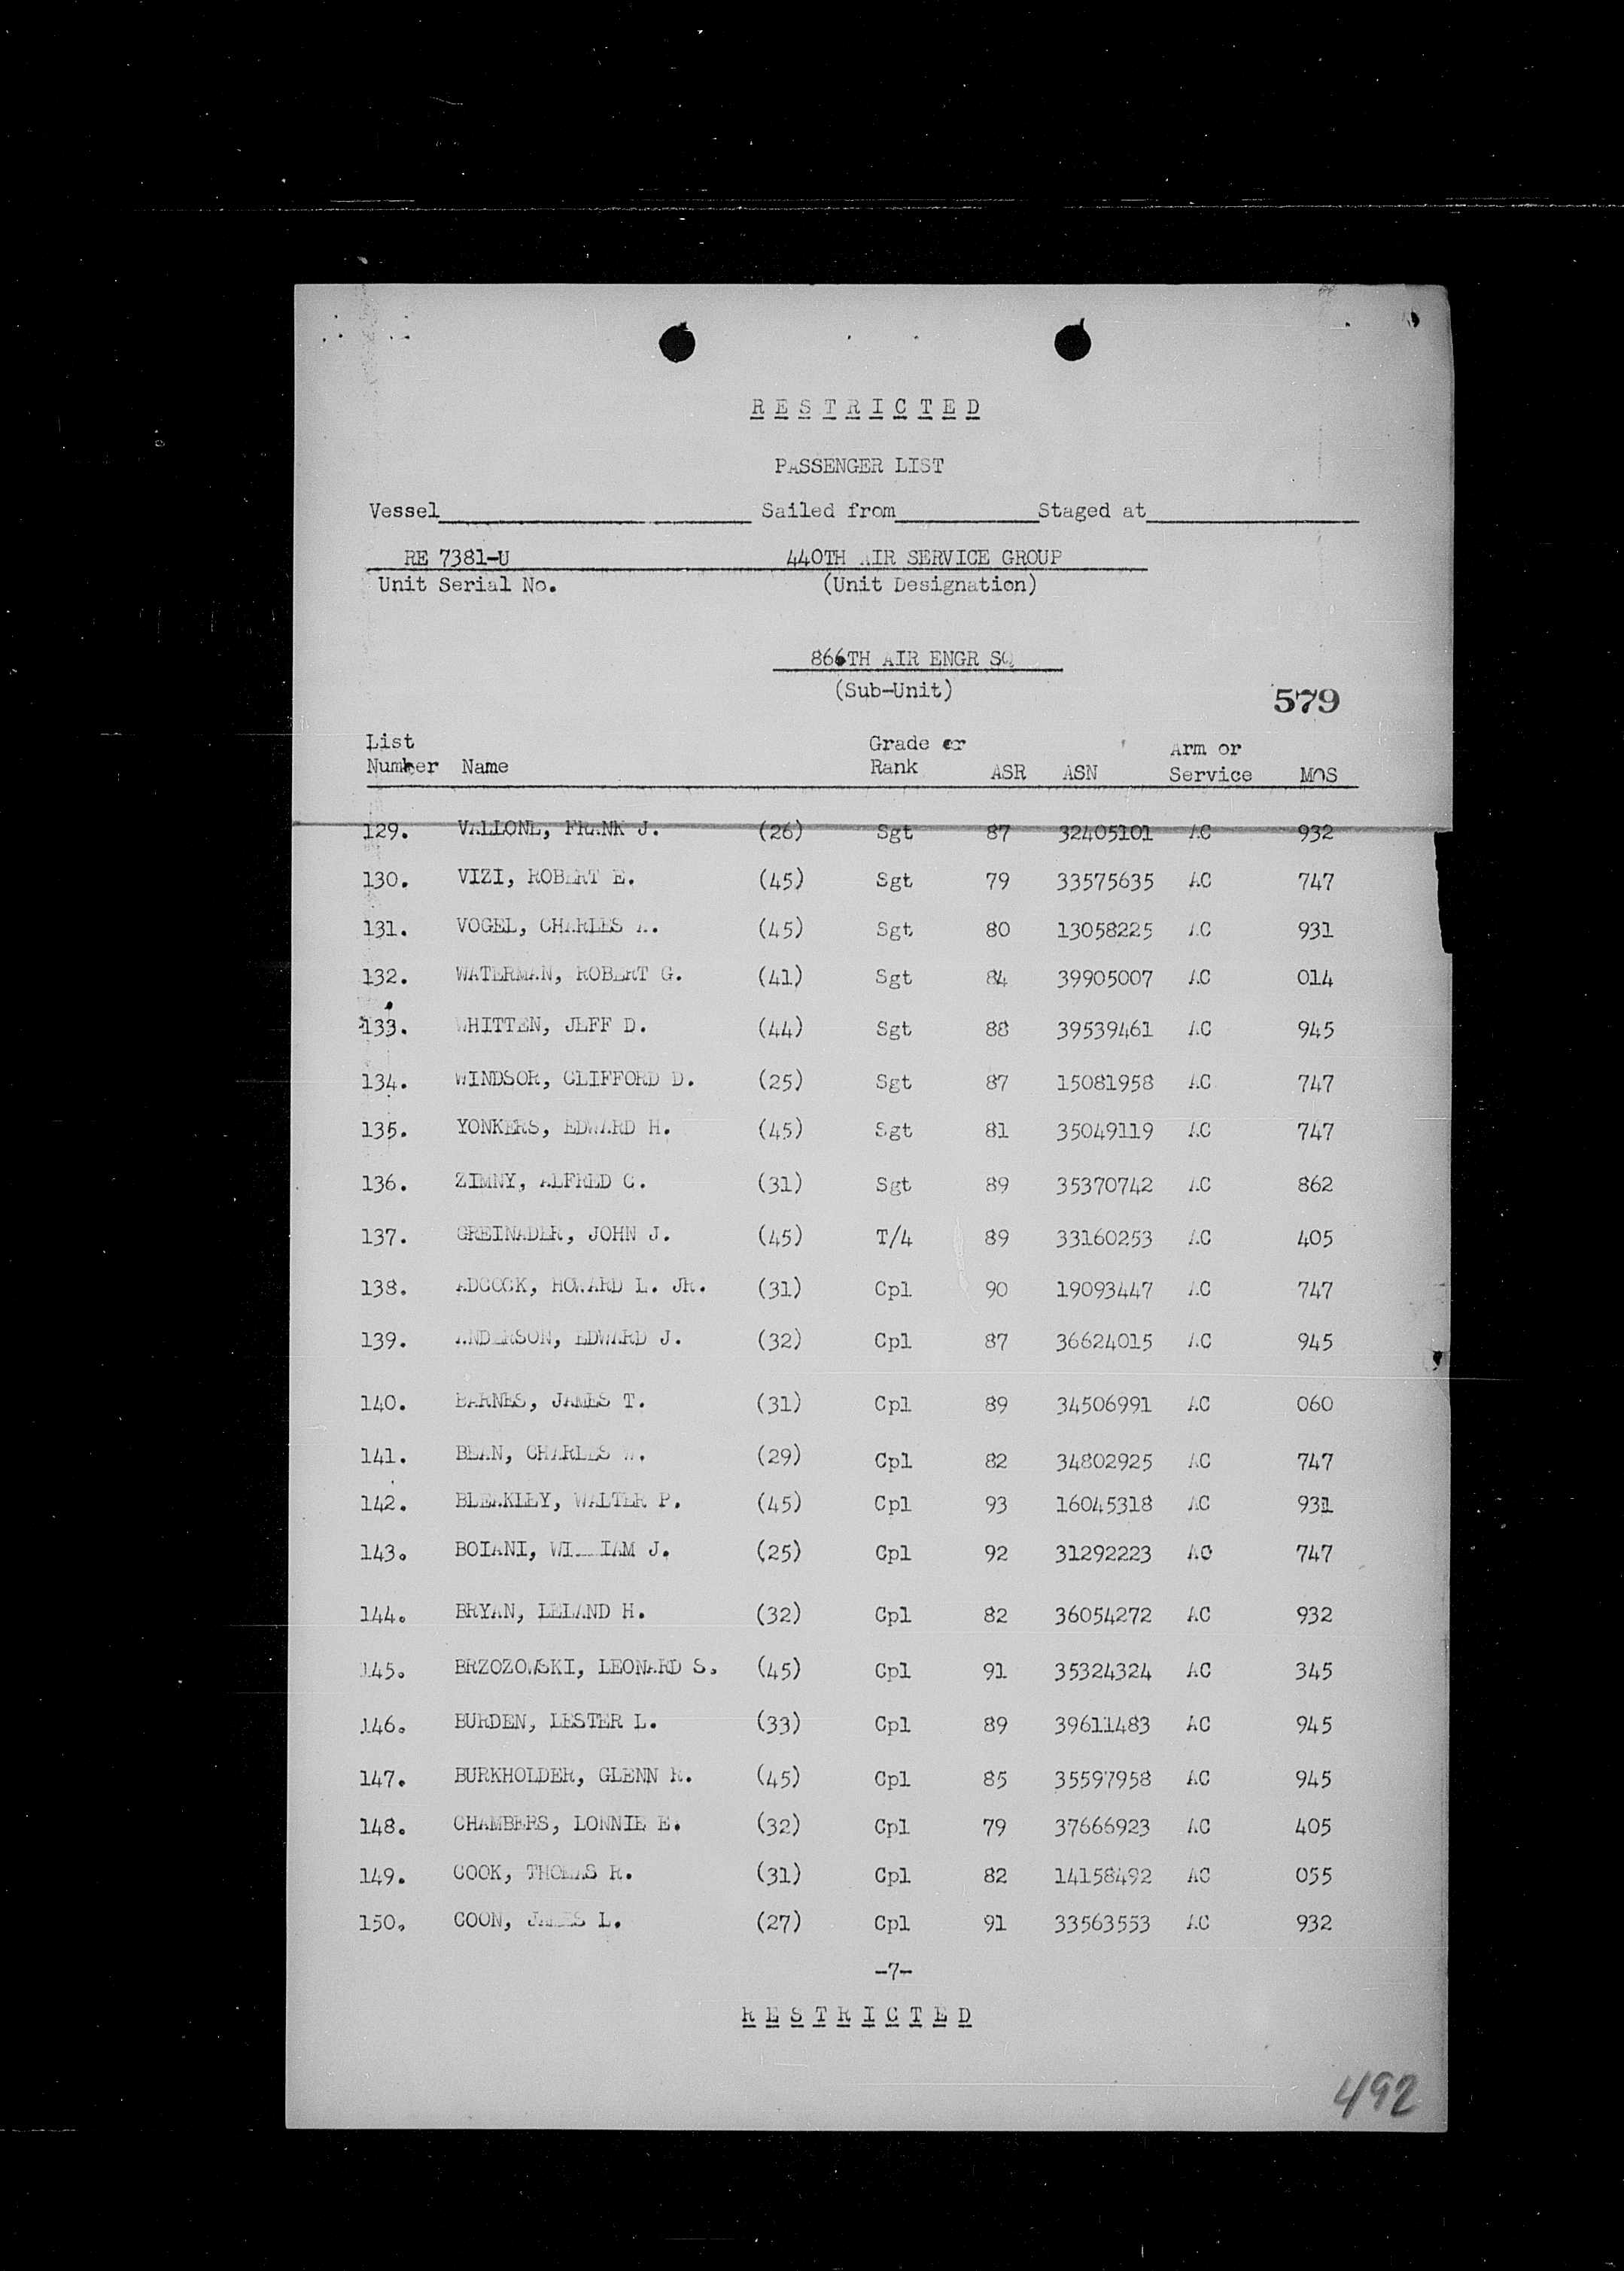 R E S T R I C T E D
PASSENGER LIST
Vessel Sailed from Staged at
RE 7381-U 440TH AIR SERVICE GROUP
Unit Serial No. (Unit Designation)
866TH AIR ENGR SQ
(Sub-Unit)
579
List Grade or Arm or
Number Name Rank ASR ASN Service MOS
129. VALLONE, FRANK J. (26) Sgt 87 32405101 AC 932
130. VIZI, ROBERT E. (45) Sgt 79 33575635 AC 747
131. VOGEL, CHARLES A. (45) Sgt 80 13058225 AC 931
132. WATERMAN, ROBERT G. (41) Sgt 84 39905007 AC 014
133. WHITTEN, JEFF D. (44) Sgt 88 39539461 AC 945
134. WINDSOR, CLIFFORD D. (25) Sgt 87 15081958 AC 747
135. YONKERS, EDWARD H. (45) Sgt 81 35049119 AC 747
136. ZIMNY, ALFRED C. (31) Sgt 89 35370742 AC 862
137. GREINADER, JOHN J. (45) T/4 89 33160253 AC 405
138. ADCOCK, HOWARD L. JR. (31) Cpl 90 19093447 AC 747
139. ANDERSON, EDWARD J. (32) Cpl 87 36624015 AC 945
140. BARNES, JAMES T. (31) Cpl 89 34506991 AC 060
141. BEAN, CHARLES W. (29) Cpl 82 34802925 AC 747
142. BLEAKLEY, WALTER P. (45) Cpl 93 16045318 AC 931
143. BOIANI, WILLIAM J. (25) Cpl 92 31292223 AC 747
144. BRYAN, LELAND H. (32) Cpl 82 36054272 AC 932
145. BRZOZOWSKI, LEONARD S. (45) Cpl 91 35324324 AC 345
146. BURDEN, LESTER L. (33) Cpl 89 39611483 AC 945
147. BURKHOLDER, GLENN R. (45) Cpl 85 35597958 AC 945
148. CHAMBERS, LONNIE E. (32) Cpl 79 37666923 AC 405
149. COOK, THOMAS R. (31) Cpl 82 14158492 AC 055
150. COON, JAMES L. (27) Cpl 91 33563553 AC 932
-7-
R E S T R I C T E D
492